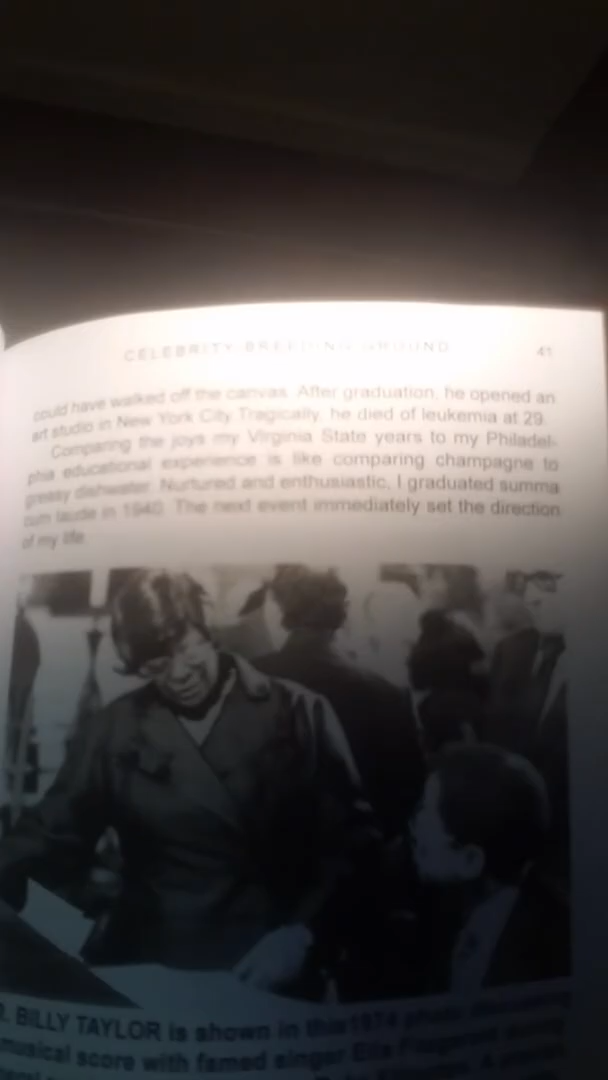 CELEBRITY BREEDING GROUND 41
could have walked off the canvas. After graduation, he opened an
art studio in New York City. Tragically, he died of leukemia at 29.
Comparing the joys my Virginia State years to my Philadel-
phia educational experience is like comparing champagne to
greasy dishwater. Nurtured and enthusiastic, I graduated summa
cum laude in 1940. The next event immediately set the direction
of my life.
BILLY TAYLOR is shown in this 1974 photo
musical score with famed singer Ella Fitzgerald